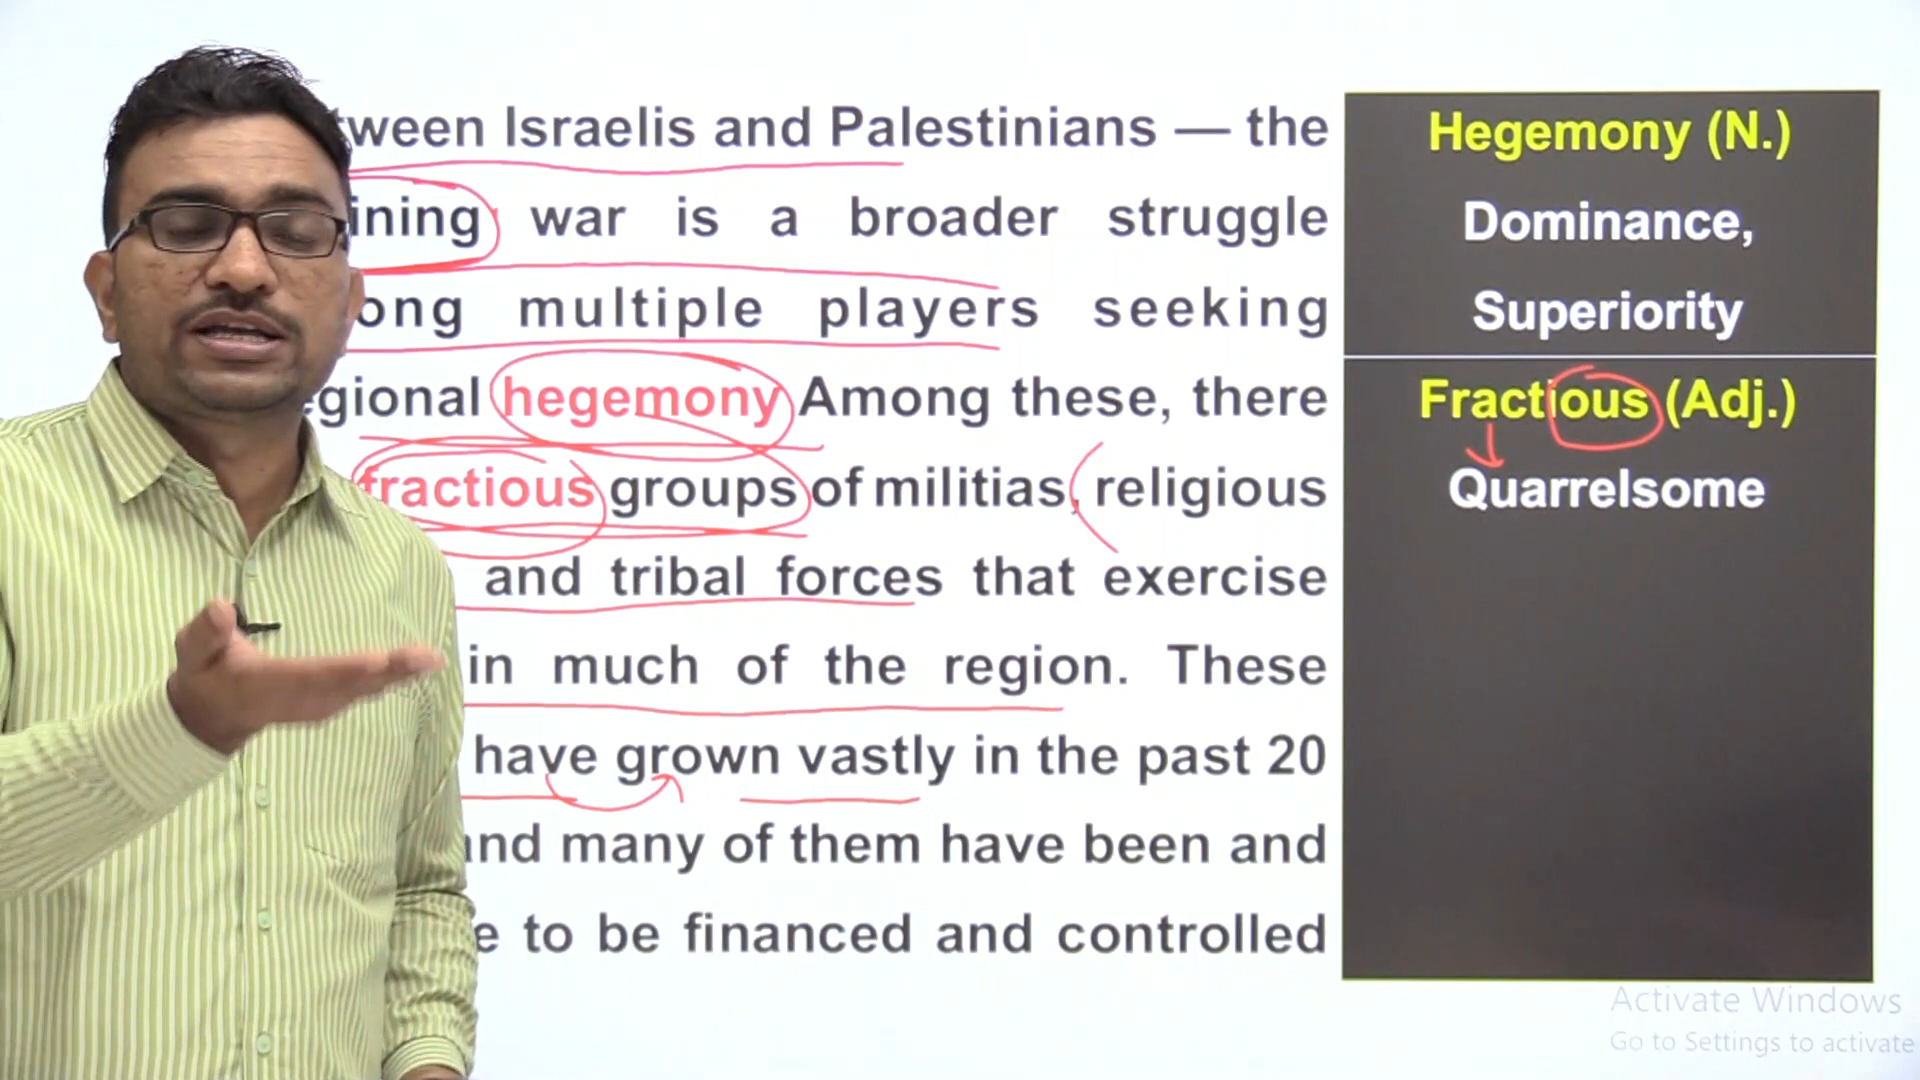 tween Israelis and Palestinians — the
ining war is a broader struggle
ong multiple players seeking
egional hegemony Among these, there
fractious groups of militias, religious
and tribal forces that exercise
in much of the region. These
have grown vastly in the past 20
and many of them have been and
e to be financed and controlled
Hegemony (N.)
Dominance,
Superiority
Fractious (Adj.)
Quarrelsome
Activate Windows
Go to Settings to activate